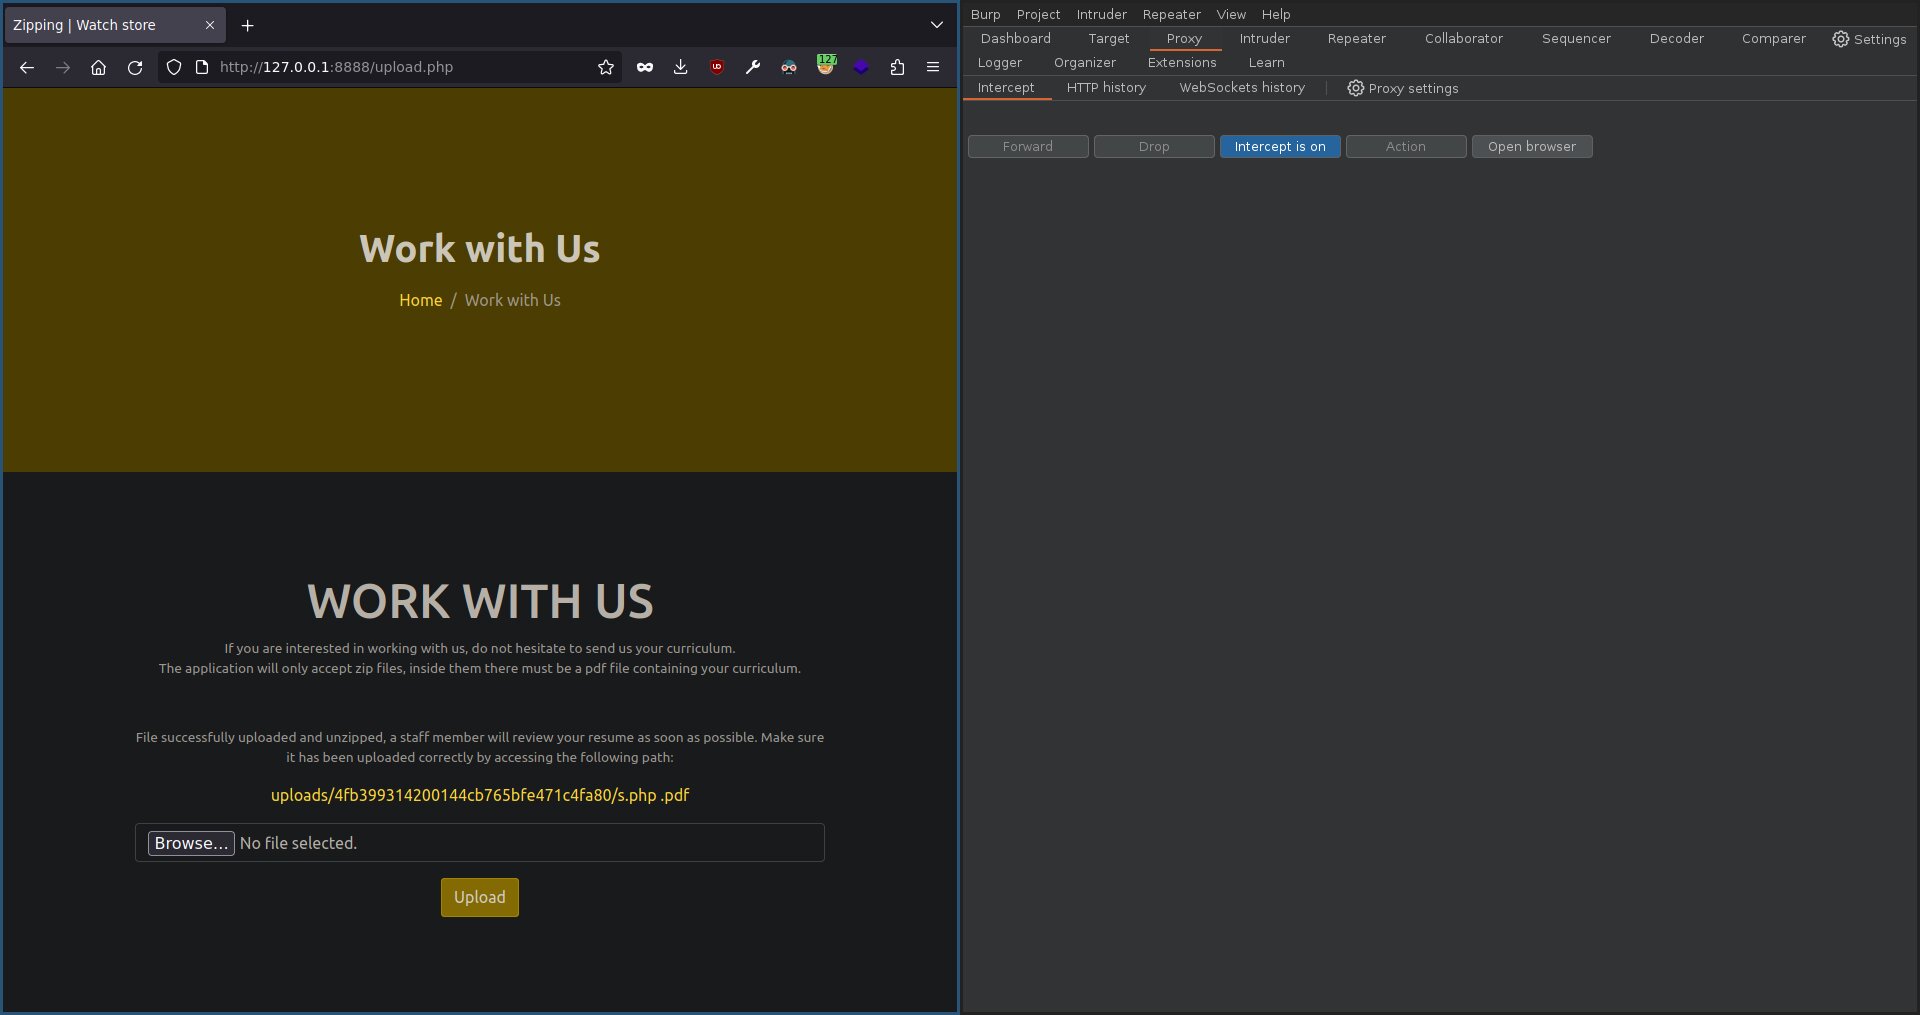 Zipping | Watch store
http://127.0.0.1:8888/upload.php
127
Work with Us
Home / Work with Us
WORK WITH US
If you are interested in working with us, do not hesitate to send us your curriculum.
The application will only accept zip files, inside them there must be a pdf file containing your curriculum.
File successfully uploaded and unzipped, a staff member will review your resume as soon as possible. Make sure
it has been uploaded correctly by accessing the following path:
uploads/4fb399314200144cb765bfe471c4fa80/s.php .pdf
Browse... No file selected.
Upload
Burp Project Intruder Repeater View Help
Dashboard Target Proxy Intruder Repeater Collaborator Sequencer Decoder Comparer Settings
Logger Organizer Extensions Learn
Intercept HTTP history WebSockets history Proxy settings
Forward Drop Intercept is on Action Open browser